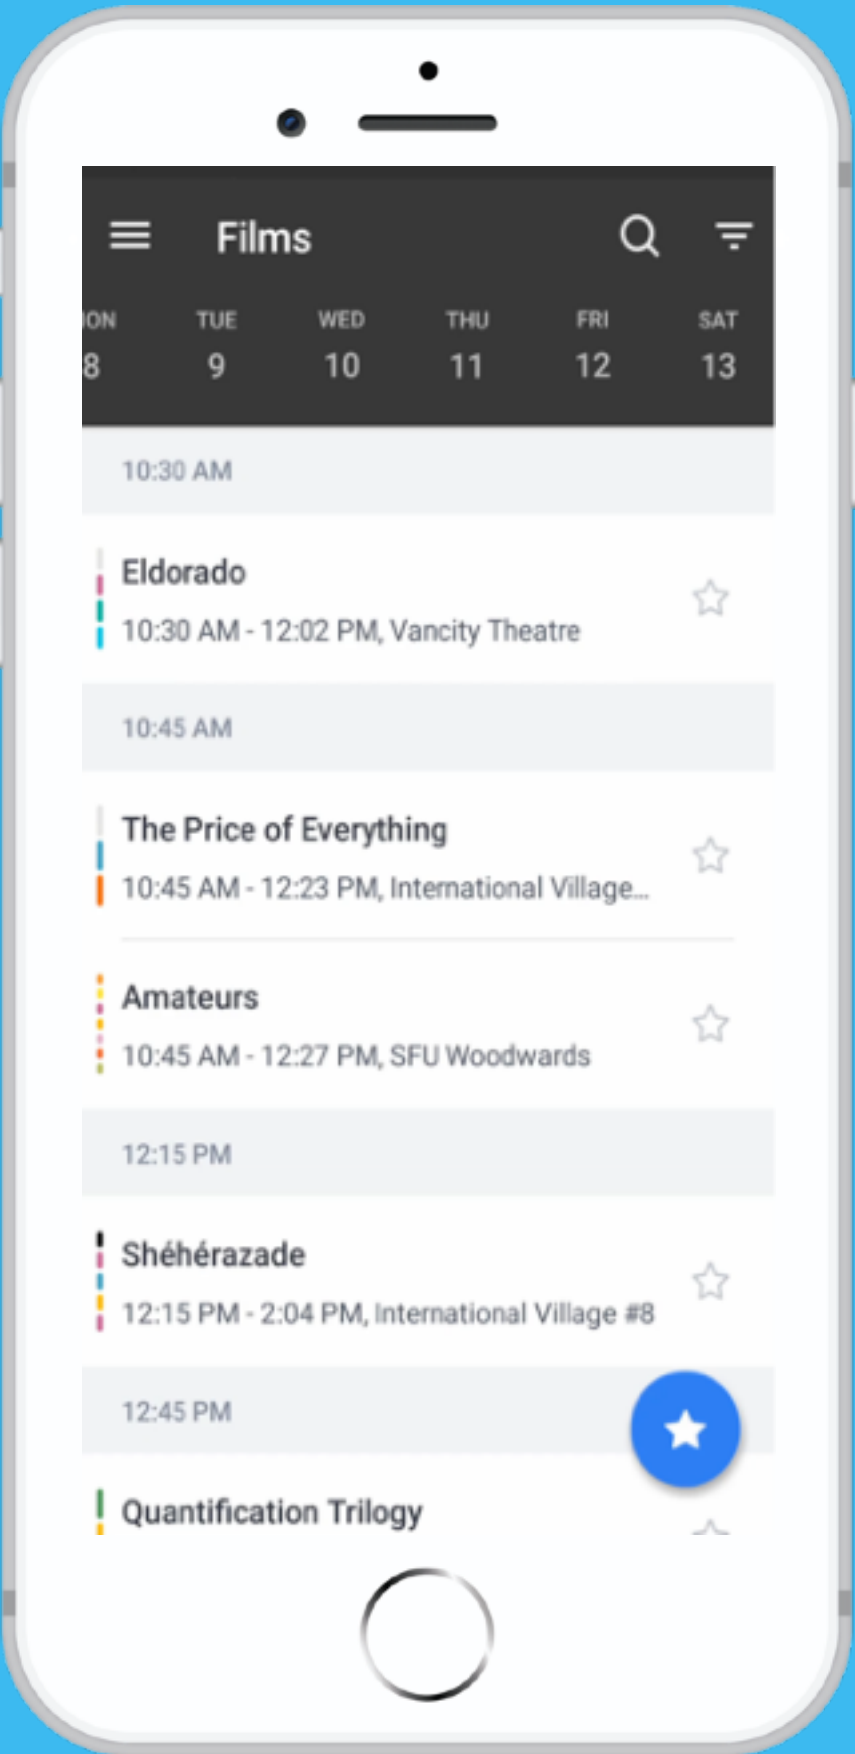 Films
ON TUE WED THU FRI SAT
8 9 10 11 12 13
10:30 AM
Eldorado
10:30 AM - 12:02 PM, Vancity Theatre
10:45 AM
The Price of Everything
10:45 AM - 12:23 PM, International Village...
Amateurs
10:45 AM - 12:27 PM, SFU Woodwards
12:15 PM
Shéhérazade
12:15 PM - 2:04 PM, International Village #8
12:45 PM
Quantification Trilogy